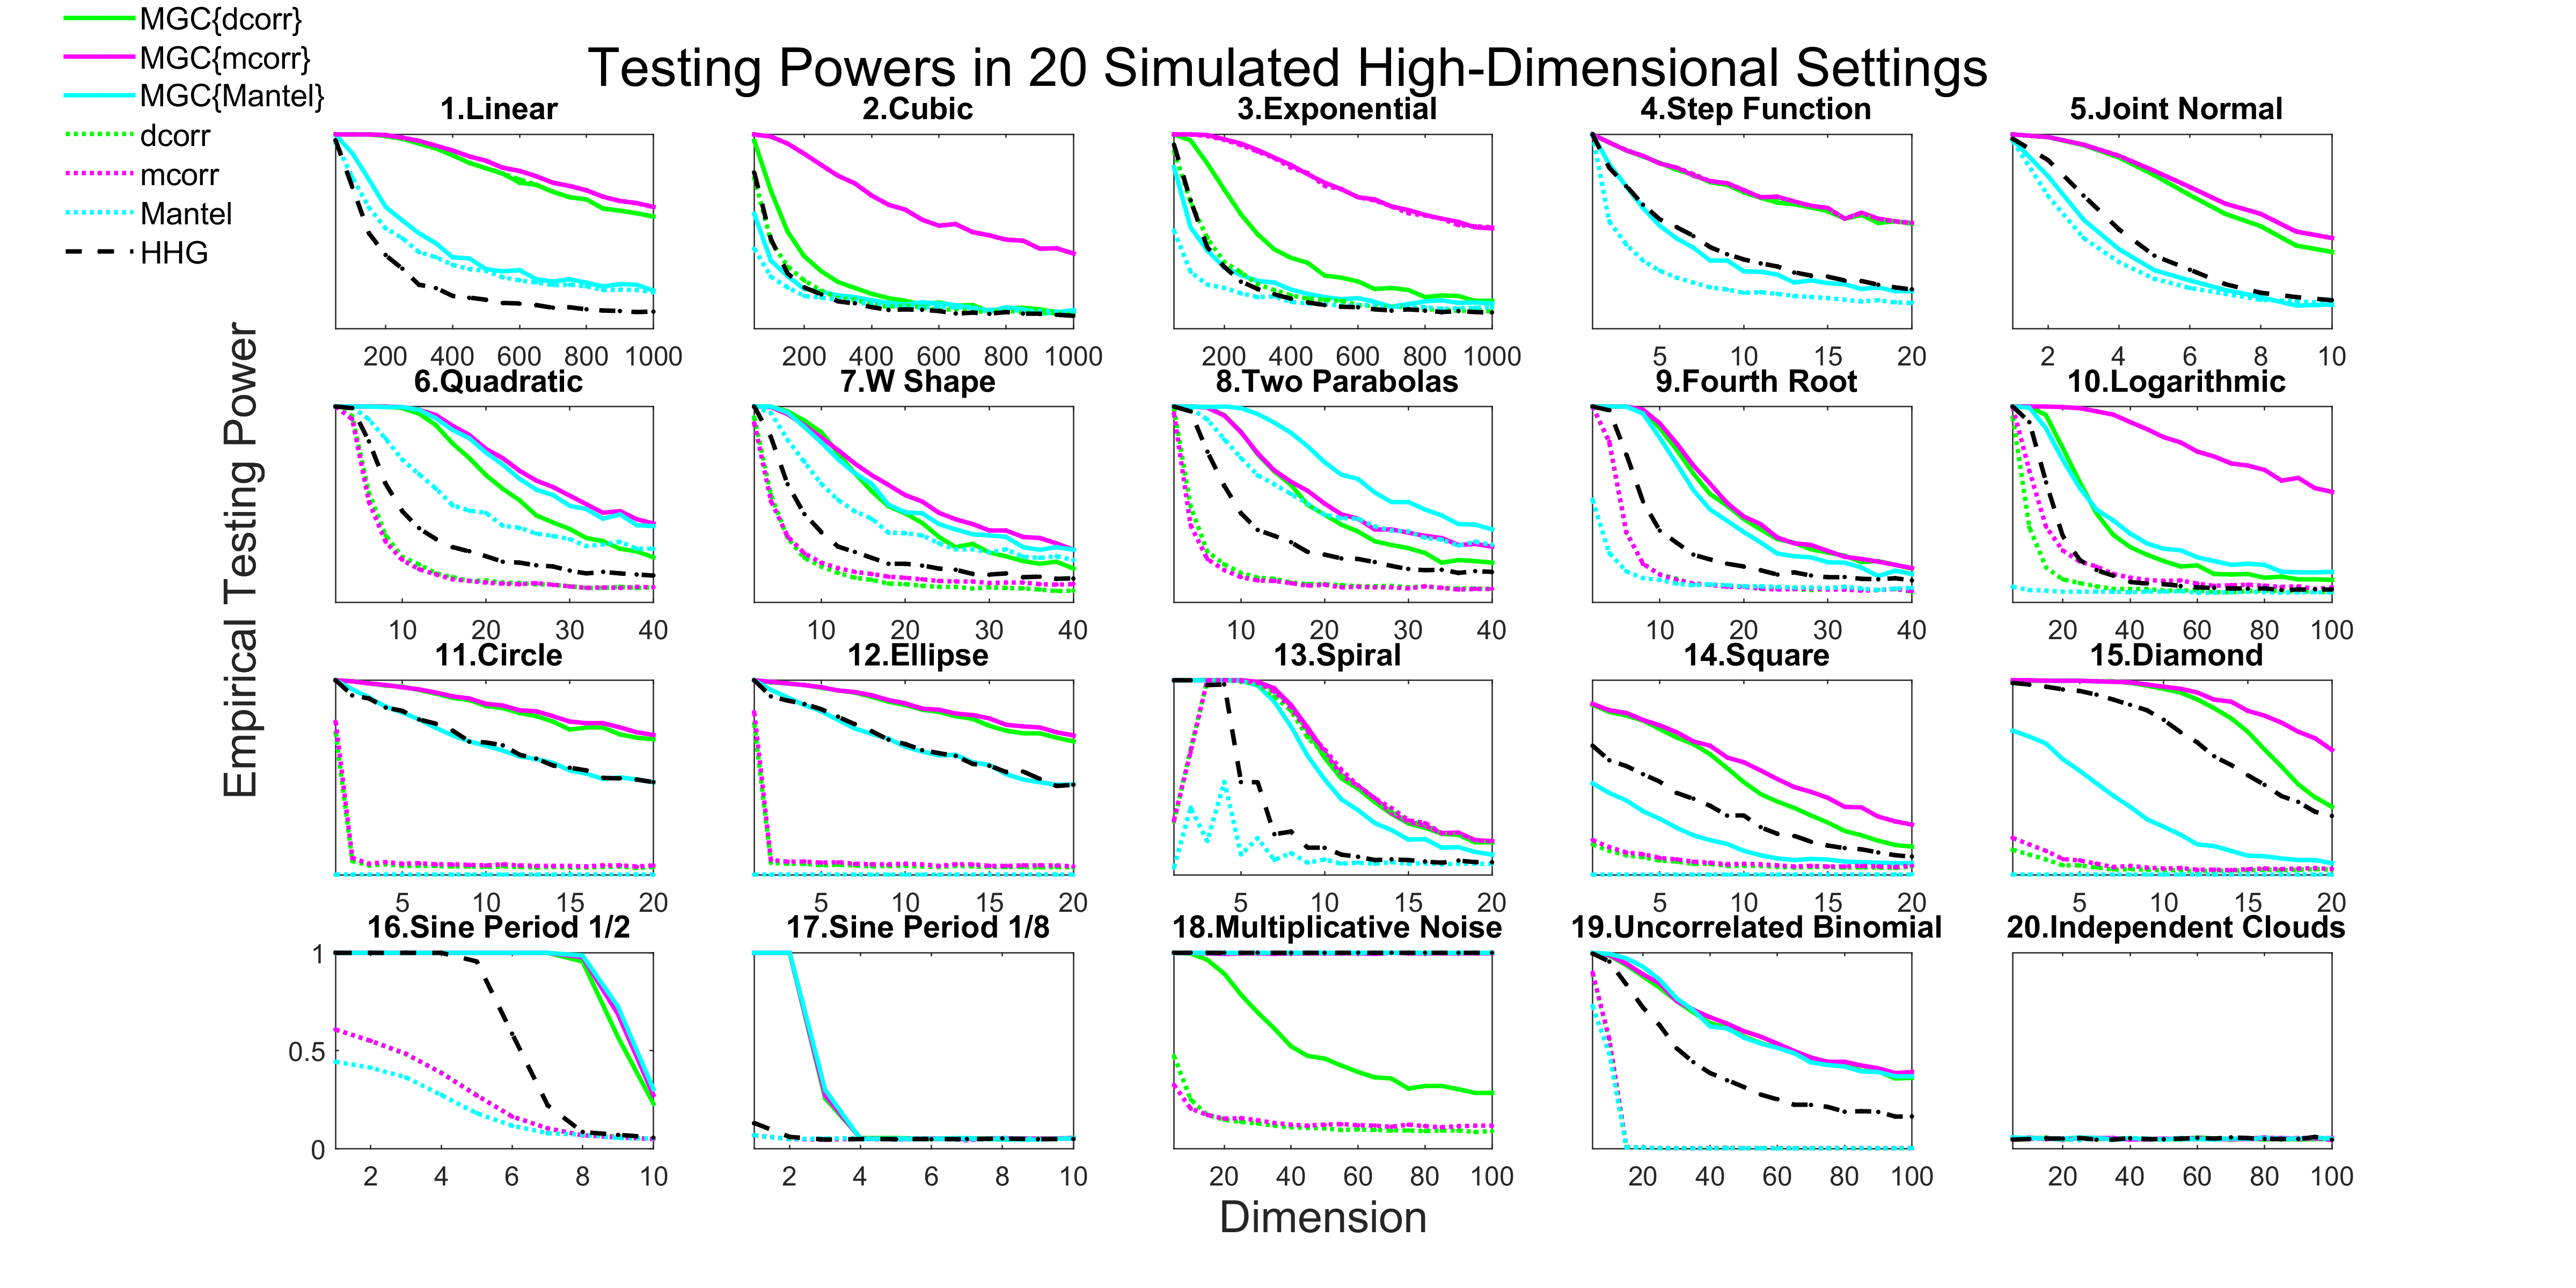 MGC{dcorr}
MGC{mcorr}
MGC{Mantel}
dcorr
mcorr
Mantel
HHG
Testing Powers in 20 Simulated High-Dimensional Settings
Empirical Testing Power
1.Linear
2.Cubic
3.Exponential
4.Step Function
5.Joint Normal
200 400 600 800 1000
200 400 600 800 1000
200 400 600 800 1000
5 10 15 20
2 4 6 8 10
6.Quadratic
7.W Shape
8.Two Parabolas
9.Fourth Root
10.Logarithmic
10 20 30 40
10 20 30 40
10 20 30 40
10 20 30 40
20 40 60 80 100
11.Circle
12.Ellipse
13.Spiral
14.Square
15.Diamond
5 10 15 20
5 10 15 20
5 10 15 20
5 10 15 20
5 10 15 20
16.Sine Period 1/2
17.Sine Period 1/8
18.Multiplicative Noise
19.Uncorrelated Binomial
20.Independent Clouds
1
0.5
0
2 4 6 8 10
2 4 6 8 10
20 40 60 80 100
20 40 60 80 100
20 40 60 80 100
Dimension